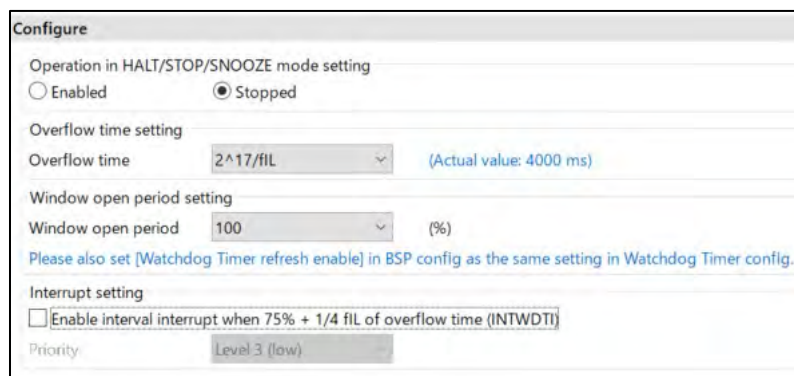 Configure
Operation in HALT/STOP/SNOOZE mode setting
Enabled Stopped
Overflow time setting
Overflow time 2^17/fIL (Actual value: 4000 ms)
Window open period setting
Window open period 100 (%)
Please also set [Watchdog Timer refresh enable] in BSP config as the same setting in Watchdog Timer config.
Interrupt setting
Enable interval interrupt when 75% + 1/4 fIL of overflow time (INTWDTI)
Priority Level 3 (low)